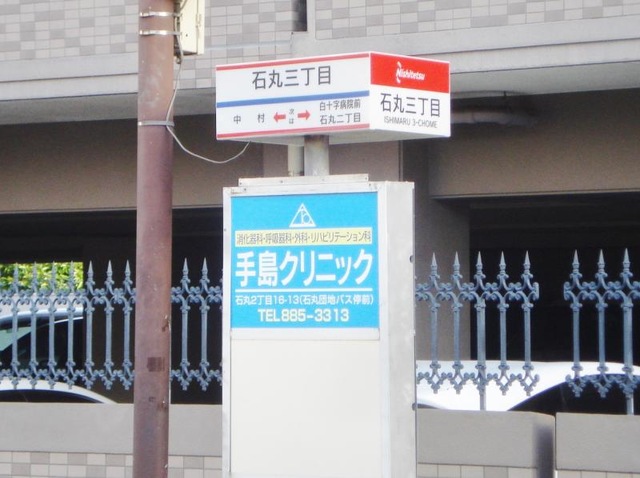 石丸三丁目
中村
次は
白十字病院前
石丸二丁目
Nishitetsu
石丸三丁目
ISHIMARU 3-CHOME
消化器科・呼吸器科・外科・リハビリテーション科
手島クリニック
石丸2丁目16-13(石丸団地バス停前)
TEL885-3313